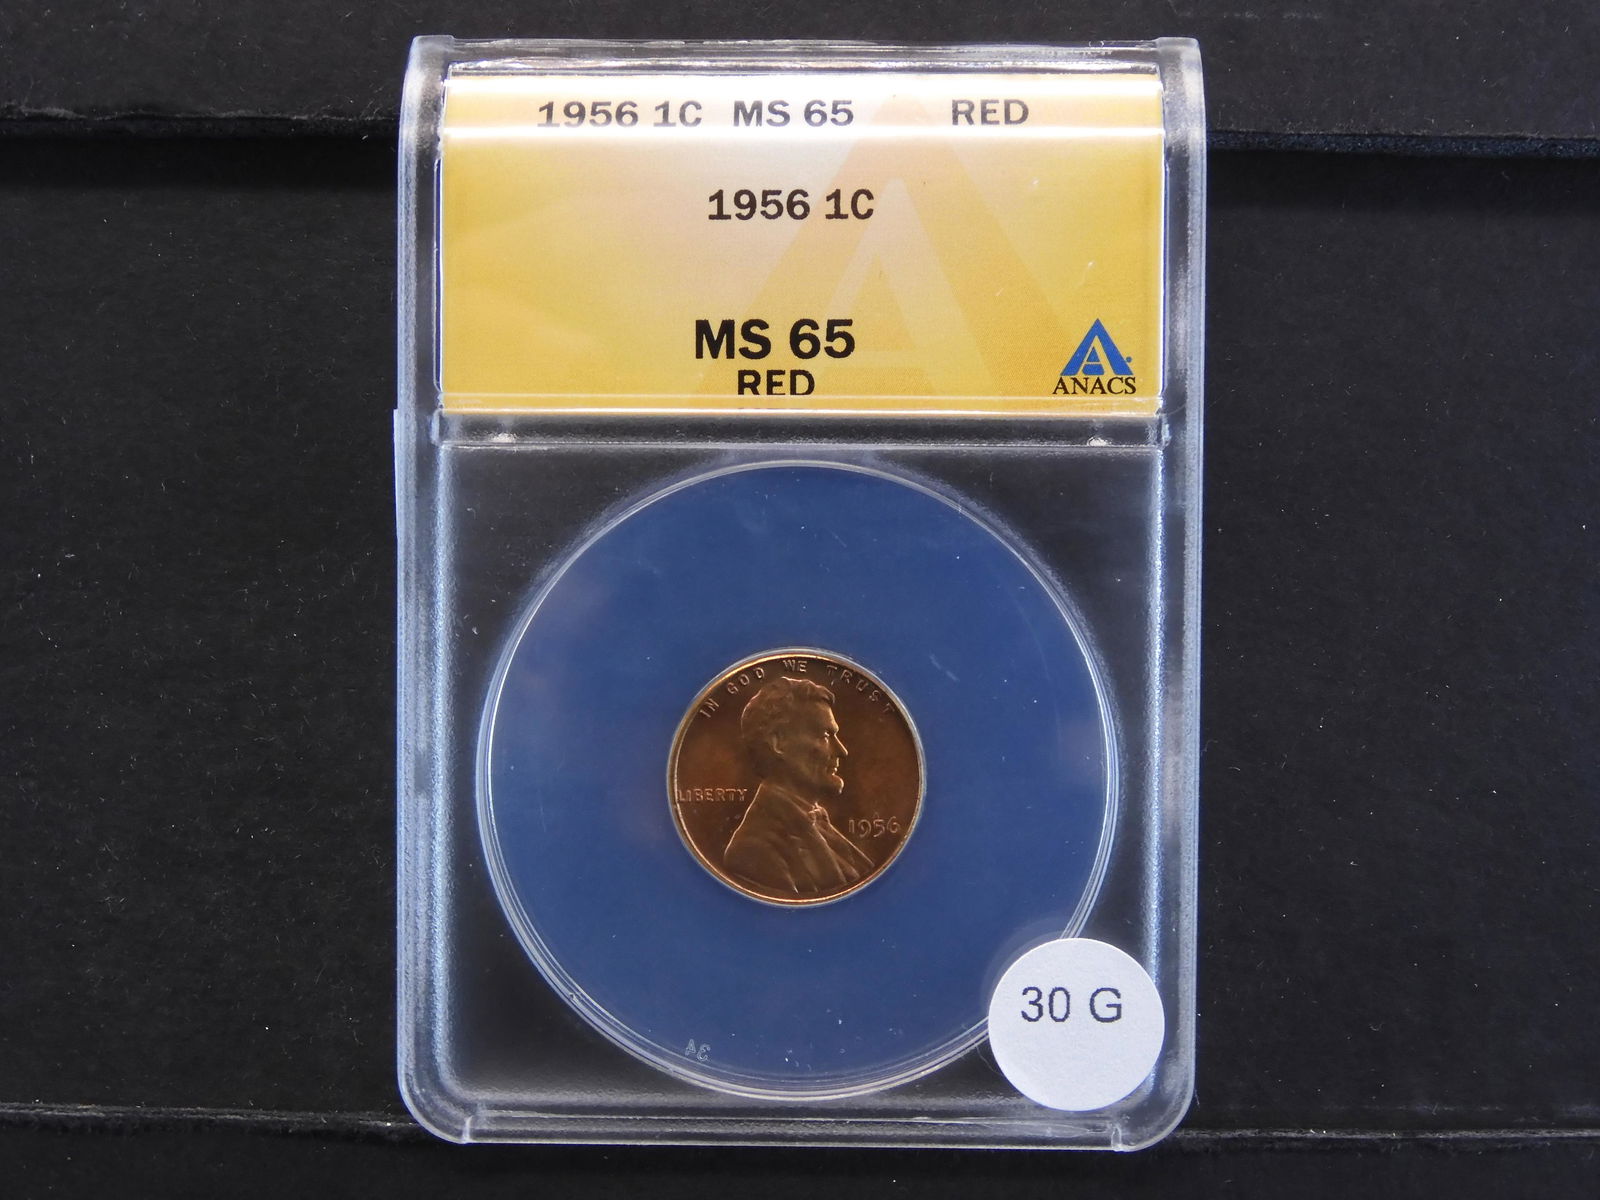 1956 1C MS 65 RED
1956 1C
MS 65
RED
ANACS
IN GOD WE TRUST
LIBERTY
1956
30 G